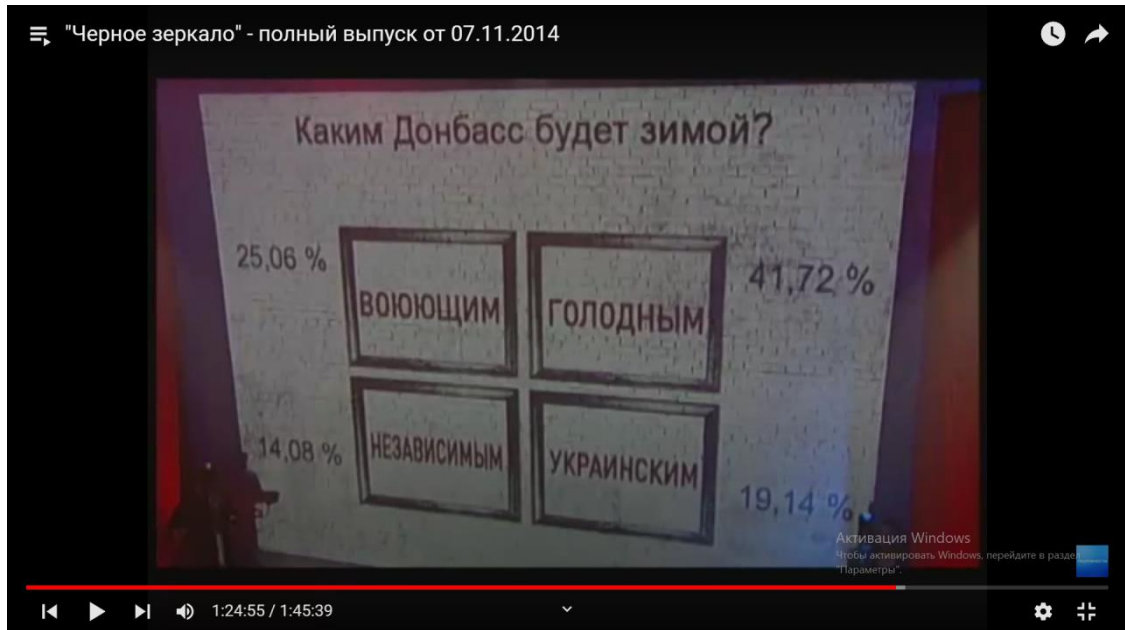 "Черное зеркало" - полный выпуск от 07.11.2014
Каким Донбасс будет зимой?
25,06 %
ВОЮЮЩИМ
ГОЛОДНЫМ
41,72 %
14,08 %
НЕЗАВИСИМЫМ
УКРАИНСКИМ
19,14 %
Активация Windows
Чтобы активировать Windows, перейдите в раздел
"Параметры".
1:24:55 / 1:45:39